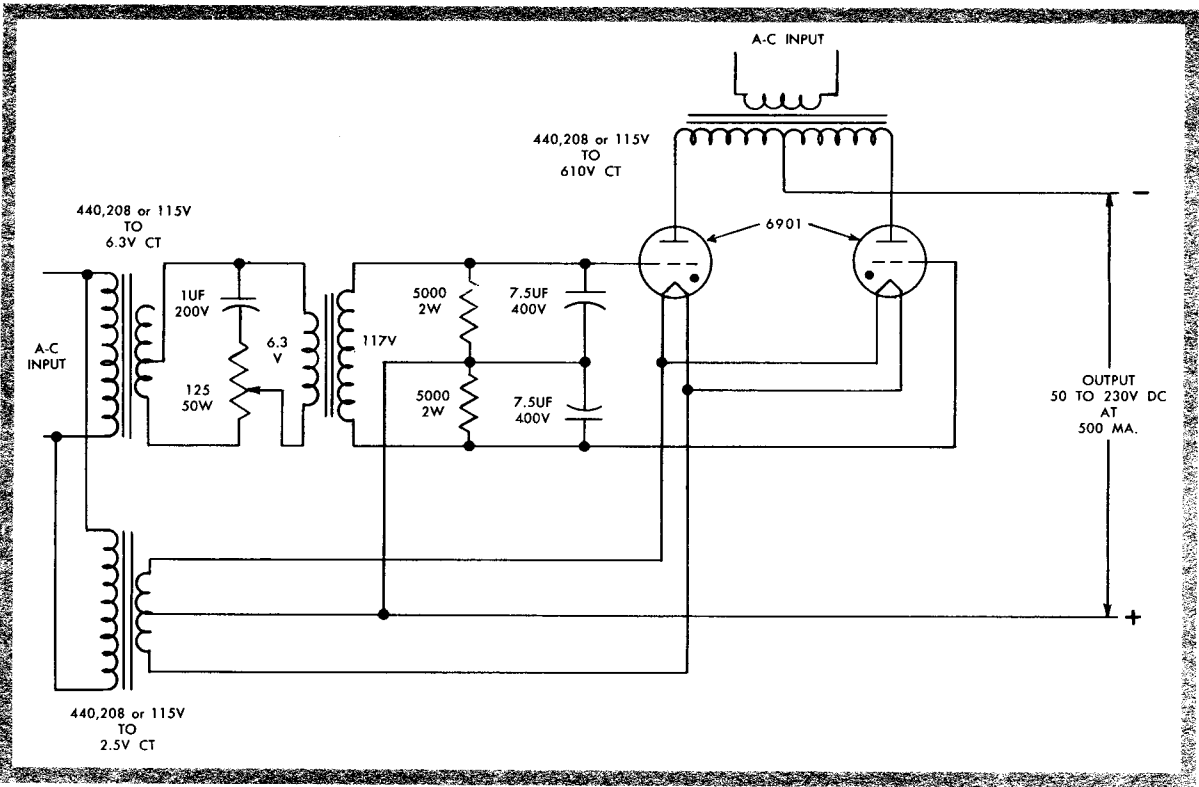 A-C INPUT
440,208 or 115V
TO
610V CT
6901
440,208 or 115V
TO
6.3V CT
1UF
200V
125
50W
6.3
V
117V
5000
2W
7.5UF
400V
5000
2W
7.5UF
400V
A-C
INPUT
−
OUTPUT
50 TO 230V DC
AT
500 MA.
+
440,208 or 115V
TO
2.5V CT